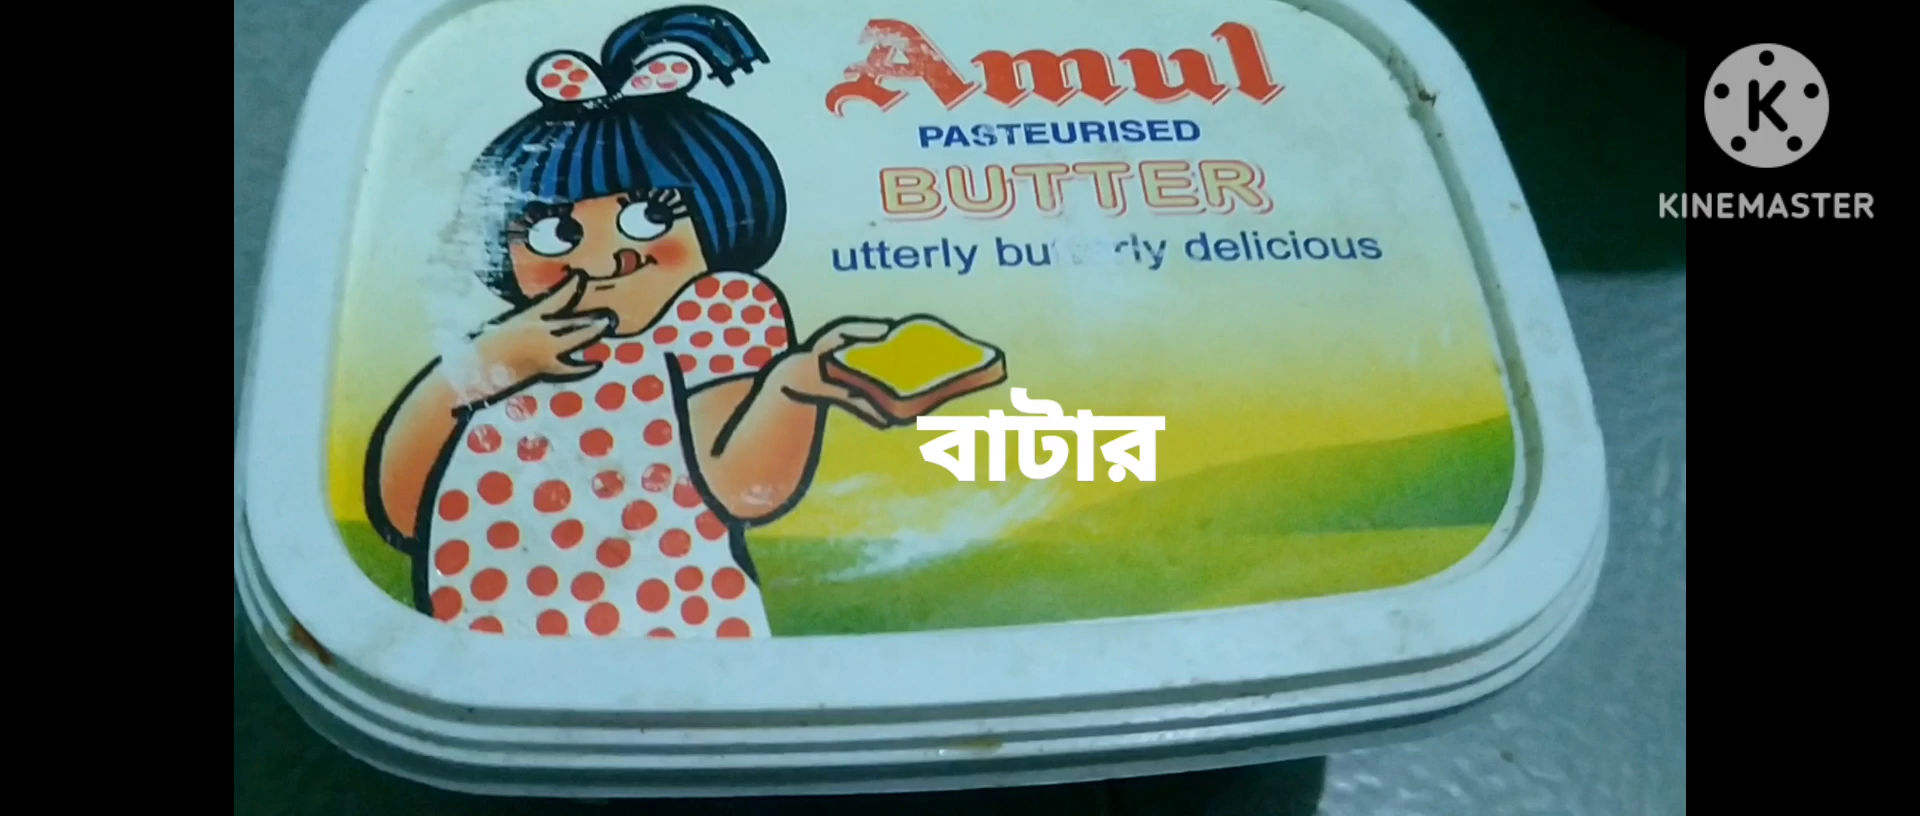 Amul
PASTEURISED
BUTTER
utterly delicious
বাটার
K
KINEMASTER